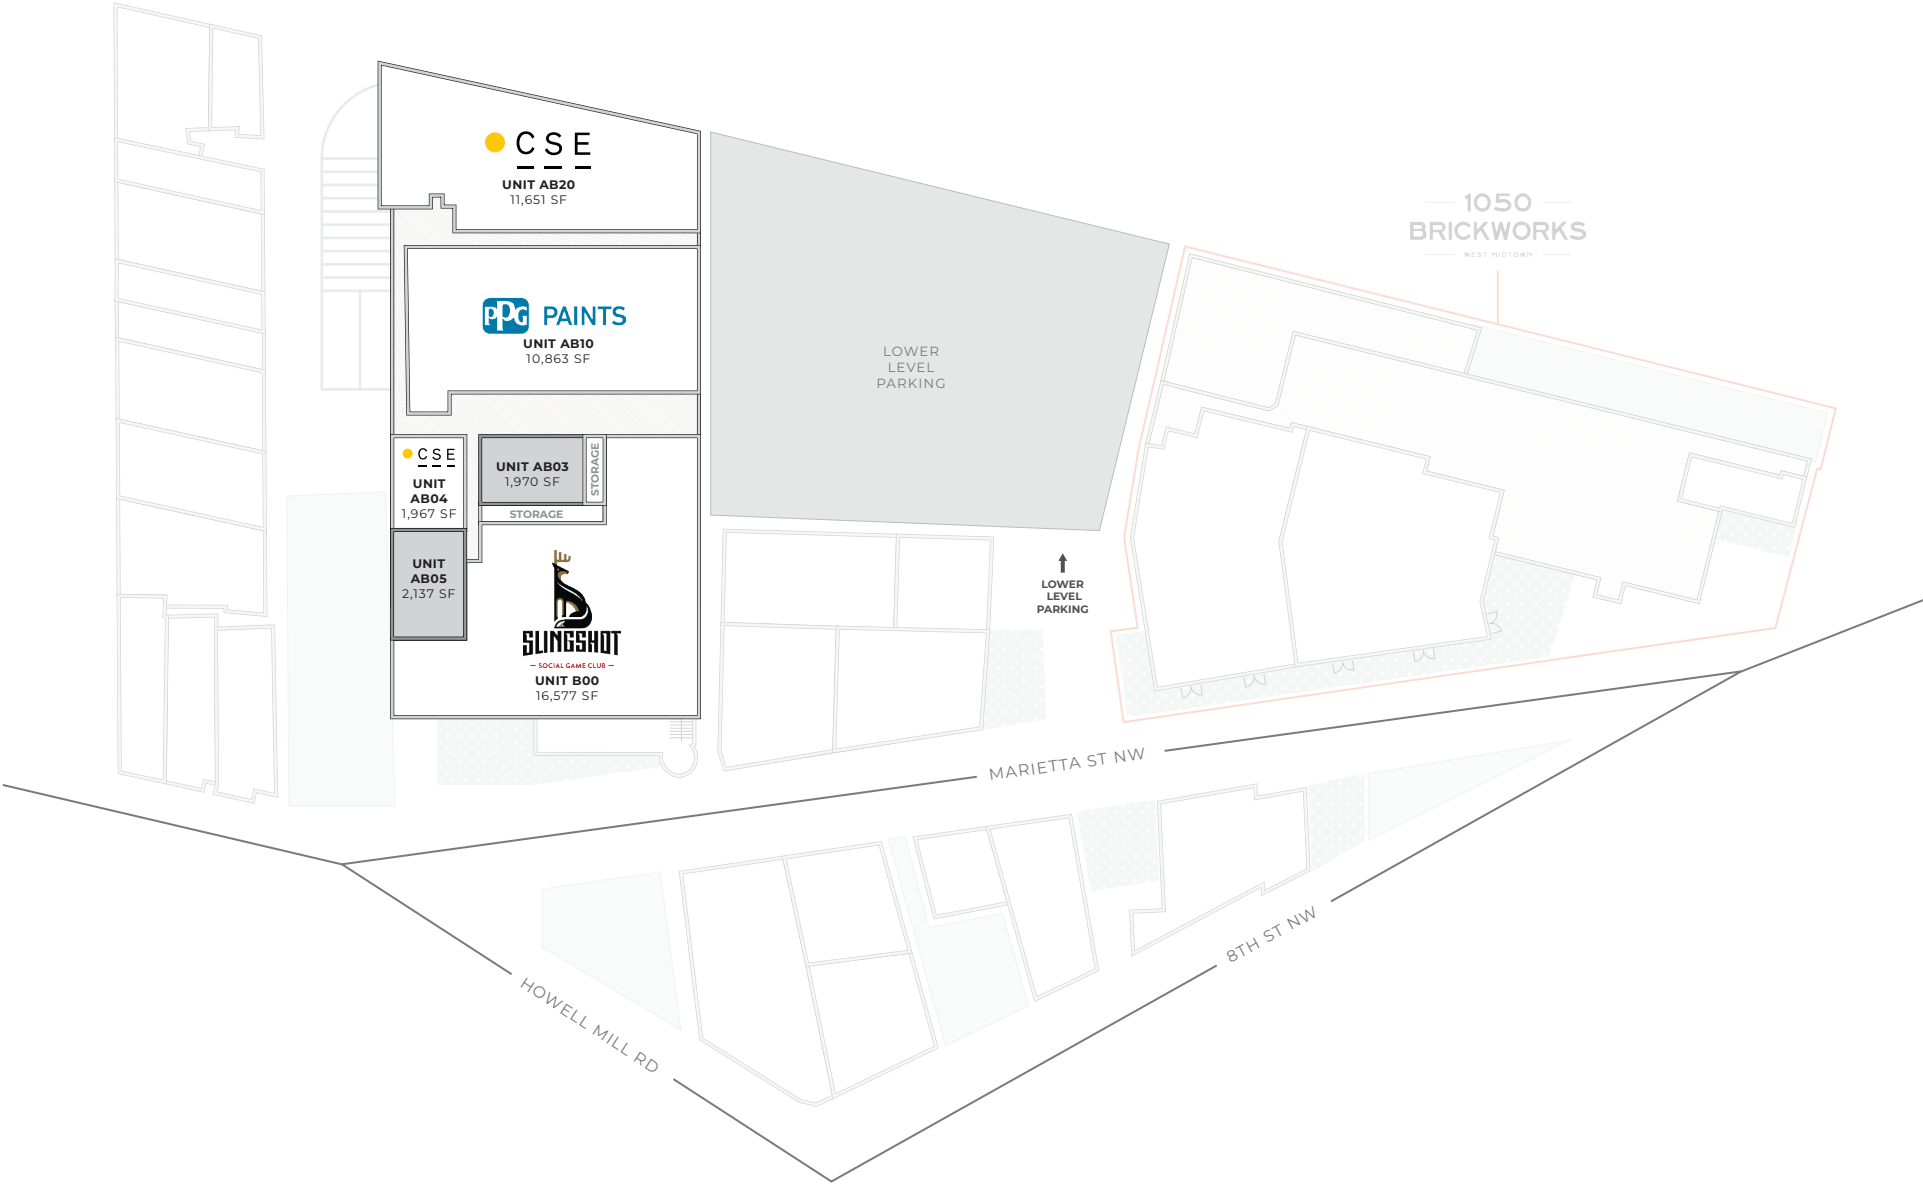 CSE
UNIT AB20
11,651 SF
1050
BRICKWORKS
WEST MIDTOWN
PPG PAINTS
UNIT AB10
10,863 SF
LOWER
LEVEL
PARKING
CSE
UNIT
AB04
1,967 SF
UNIT AB03
1,970 SF
STORAGE
STORAGE
UNIT
AB05
2,137 SF
LOWER
LEVEL
PARKING
SLINGSHOT
SOCIAL GAME CLUB
UNIT B00
16,577 SF
MARIETTA ST NW
8TH ST NW
HOWELL MILL RD